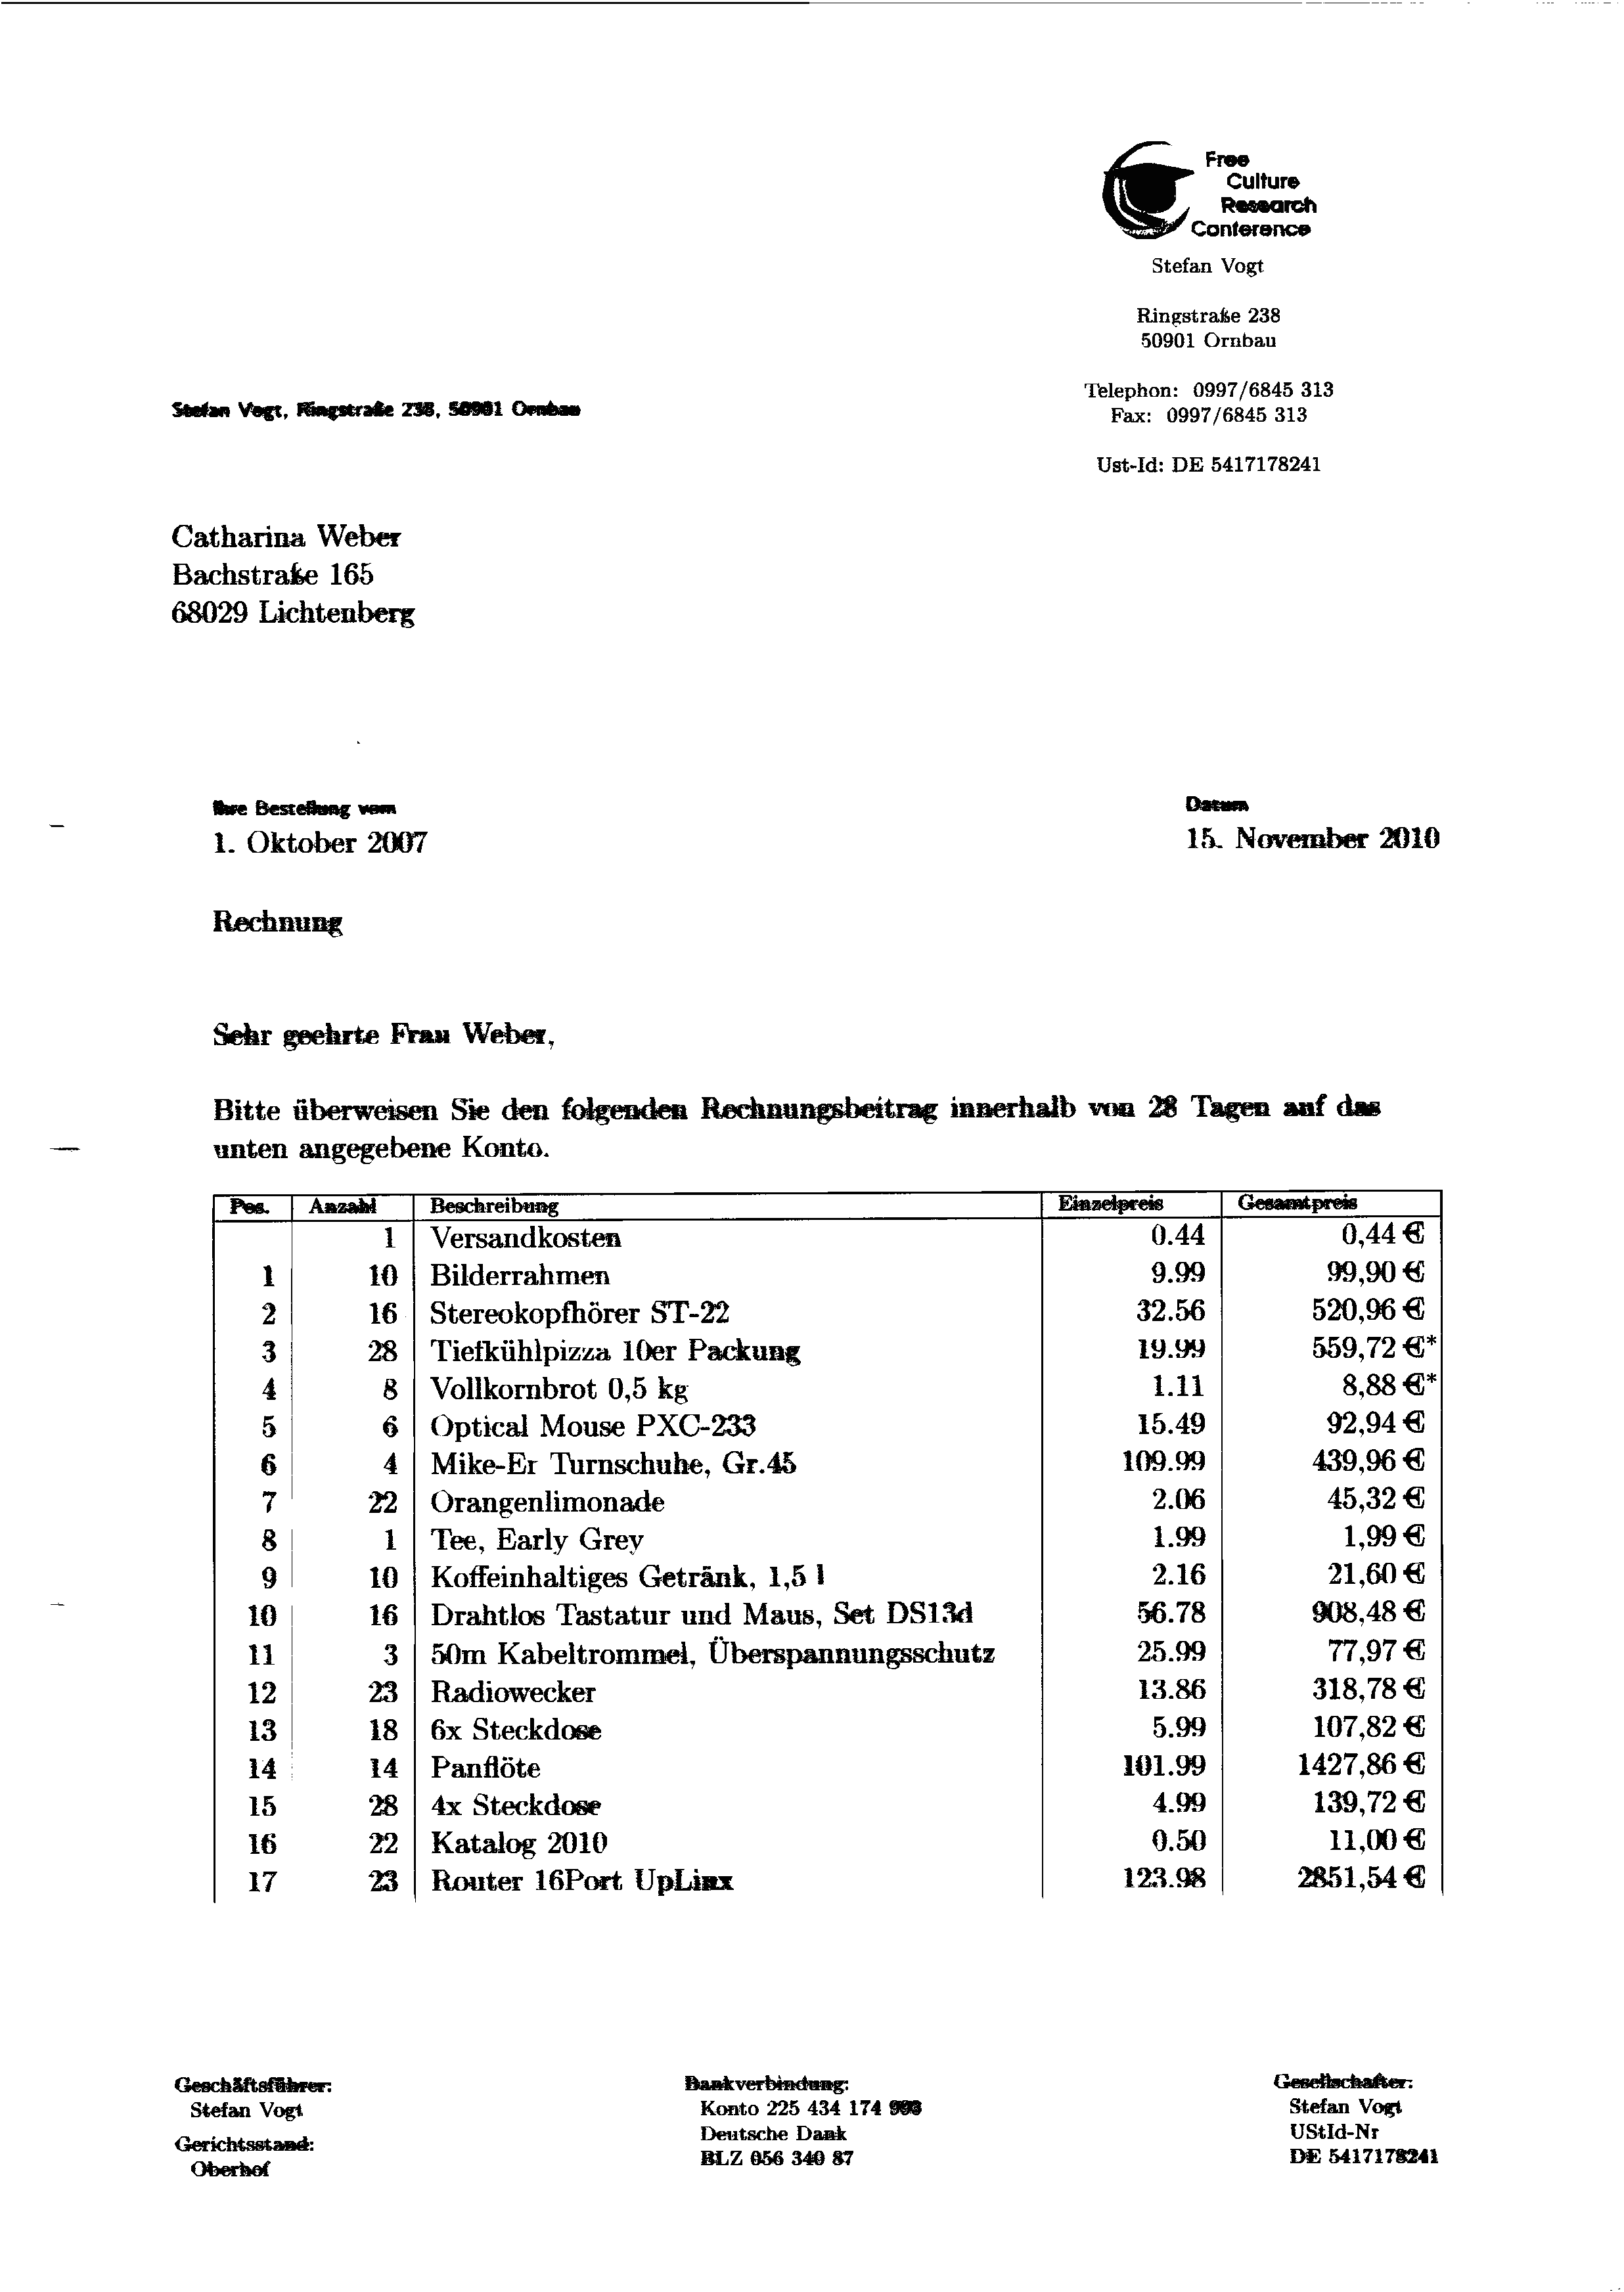 Free
Culture
Research
Conference
Stefan Vogt
Ringstraße 238
50901 Ornbau
Telephon: 0997/6845 313
Fax: 0997/6845 313
Ust-Id: DE 5417178241
Stefan Vogt, Ringstraße 238, 50901 Ornbau
Catharina Weber
Bachstraße 165
68029 Lichtenberg
Ihre Bestellung vom
1. Oktober 2007
Datum
15. November 2010
Rechnung
Sehr geehrte Frau Weber,
Bitte überweisen Sie den folgenden Rechnungsbeitrag innerhalb von 28 Tagen auf das
unten angegebene Konto.
Pos. Anzahl Beschreibung Einzelpreis Gesamtpreis
1 Versandkosten 0.44 0,44 €
1 10 Bilderrahmen 9.99 99,90 €
2 16 Stereokopfhörer ST-22 32.56 520,96 €
3 28 Tiefkühlpizza 10er Packung 19.99 559,72 €*
4 8 Vollkornbrot 0,5 kg 1.11 8,88 €*
5 6 Optical Mouse PXC-233 15.49 92,94 €
6 4 Mike-Er Turnschuhe, Gr.45 109.99 439,96 €
7 22 Orangenlimonade 2.06 45,32 €
8 1 Tee, Early Grey 1.99 1,99 €
9 10 Koffeinhaltiges Getränk, 1,5 l 2.16 21,60 €
10 16 Drahtlos Tastatur und Maus, Set DS13d 56.78 908,48 €
11 3 50m Kabeltrommel, Überspannungsschutz 25.99 77,97 €
12 23 Radiowecker 13.86 318,78 €
13 18 6x Steckdose 5.99 107,82 €
14 14 Panflöte 101.99 1427,86 €
15 28 4x Steckdose 4.99 139,72 €
16 22 Katalog 2010 0.50 11,00 €
17 23 Router 16Port UpLinx 123.98 2851,54 €
Geschäftsführer:
Stefan Vogt
Gerichtsstand:
Oberhof
Bankverbindung:
Konto 225 434 174 993
Deutsche Dank
BLZ 056 340 87
Gesellschafter:
Stefan Vogt
UStId-Nr
DE 5417178241